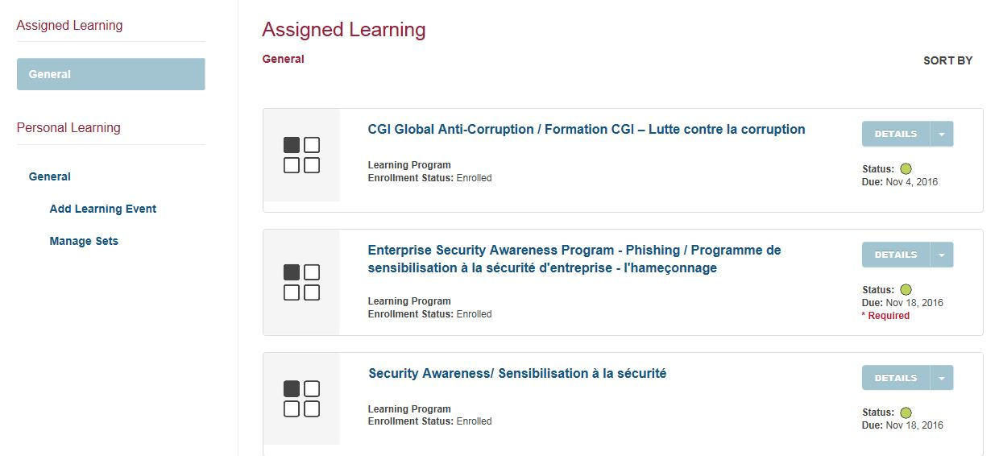 Assigned Learning
General
Personal Learning
General
Add Learning Event
Manage Sets
Assigned Learning
General
SORT BY
CGI Global Anti-Corruption / Formation CGI – Lutte contre la corruption
Learning Program
Enrollment Status: Enrolled
DETAILS
Status:
Due: Nov 4, 2016
Enterprise Security Awareness Program - Phishing / Programme de
sensibilisation à la sécurité d'entreprise - l'hameçonnage
Learning Program
Enrollment Status: Enrolled
DETAILS
Status:
Due: Nov 18, 2016
* Required
Security Awareness/ Sensibilisation à la sécurité
Learning Program
Enrollment Status: Enrolled
DETAILS
Status:
Due: Nov 18, 2016